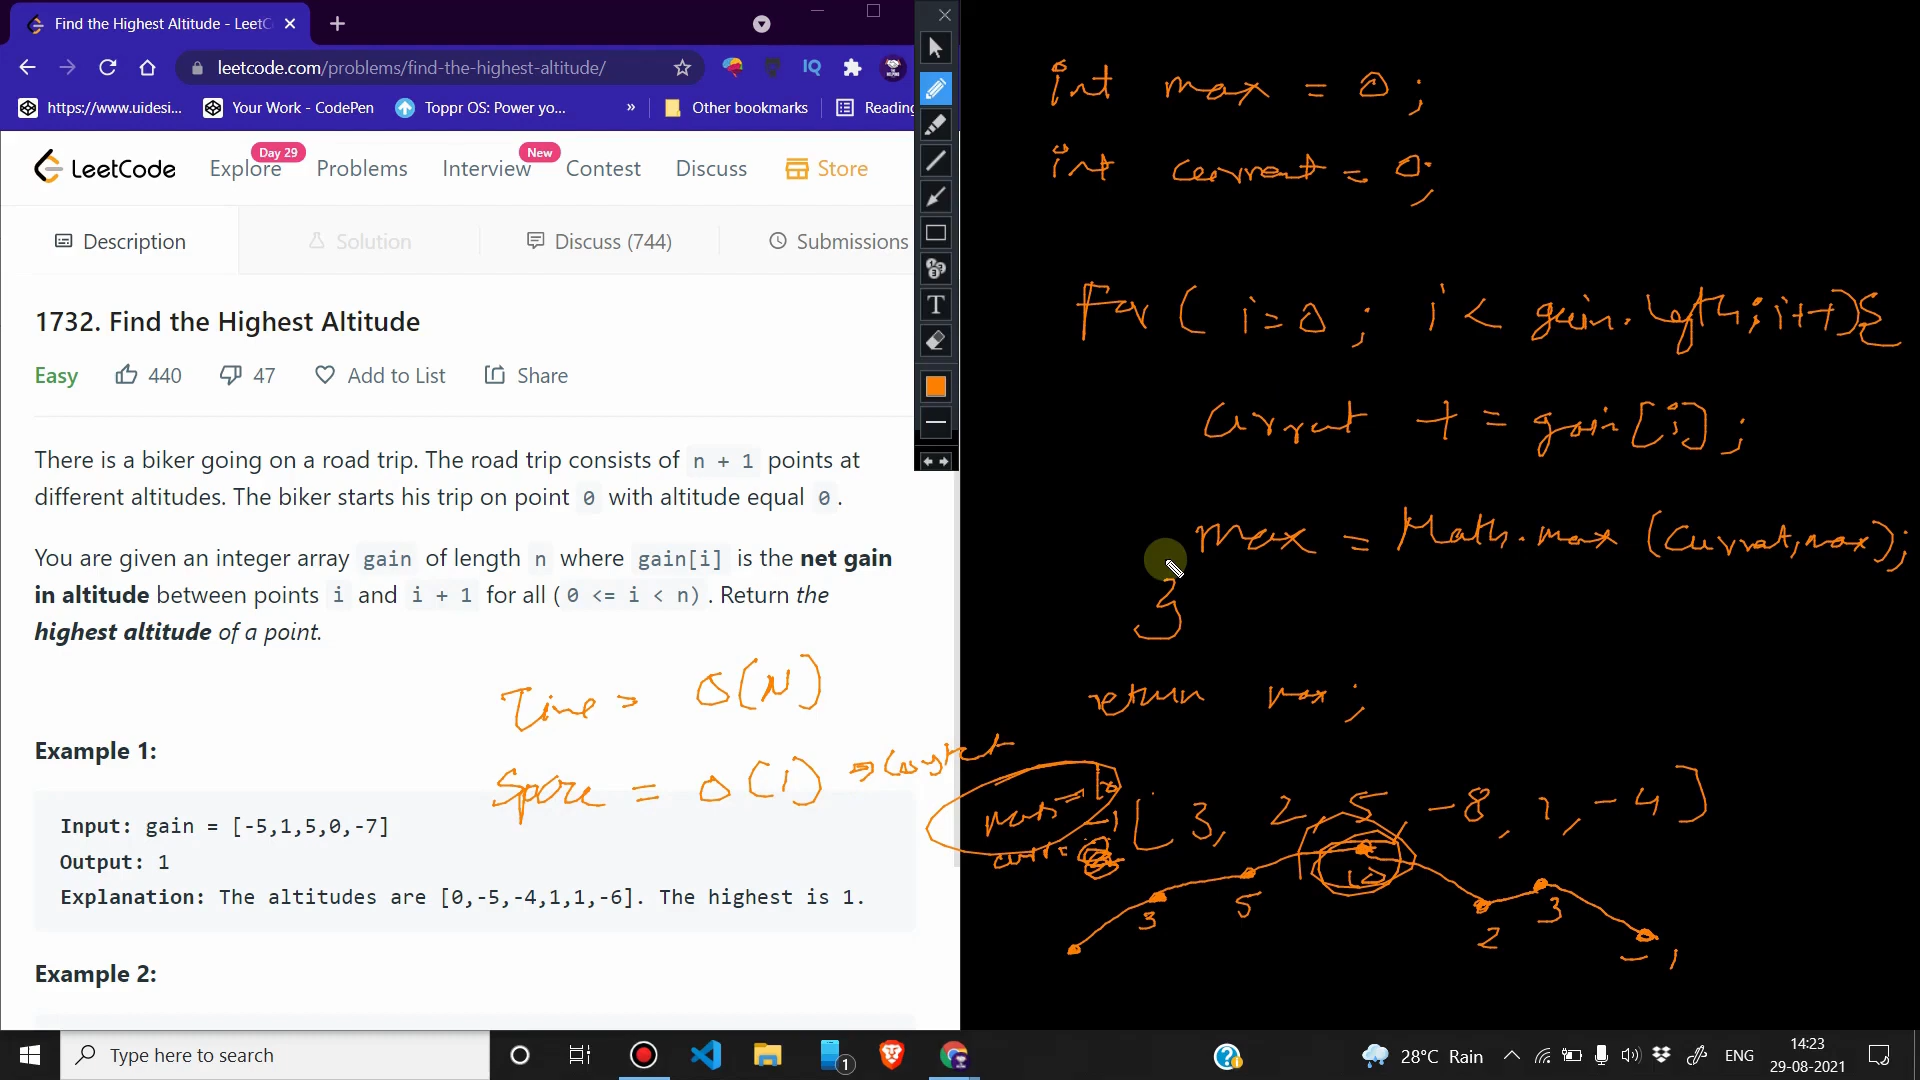 Find the Highest Altitude - LeetC
leetcode.com/problems/find-the-highest-altitude/
IQ
https://www.uidesi...
Your Work - CodePen
Toppr OS: Power yo...
»
Other bookmarks
Reading
LeetCode
Explore
Day 29
Problems
Interview
New
Contest
Discuss
Store
Description
Solution
Discuss (744)
Submissions
1732. Find the Highest Altitude
Easy
440
47
Add to List
Share
There is a biker going on a road trip. The road trip consists of n + 1 points at
different altitudes. The biker starts his trip on point 0 with altitude equal 0.
You are given an integer array gain of length n where gain[i] is the net gain
in altitude between points i and i + 1 for all (0 <= i < n). Return the
highest altitude of a point.
Time = O(N)
Space = O(1)
Example 1:
Input: gain = [-5,1,5,0,-7]
Output: 1
Explanation: The altitudes are [0,-5,-4,1,1,-6]. The highest is 1.
Example 2:
T
int max = 0;
int current = 0;
For ( i=0 ; i < gain.length; i++){
current += gain[i];
max = Math.max (current, max);
}
return max;
[ 3, 2, 5, -8, 1, -4 ]
3
5
10
2
3
-1
Type here to search
1
28°C Rain
ENG
14:23
29-08-2021